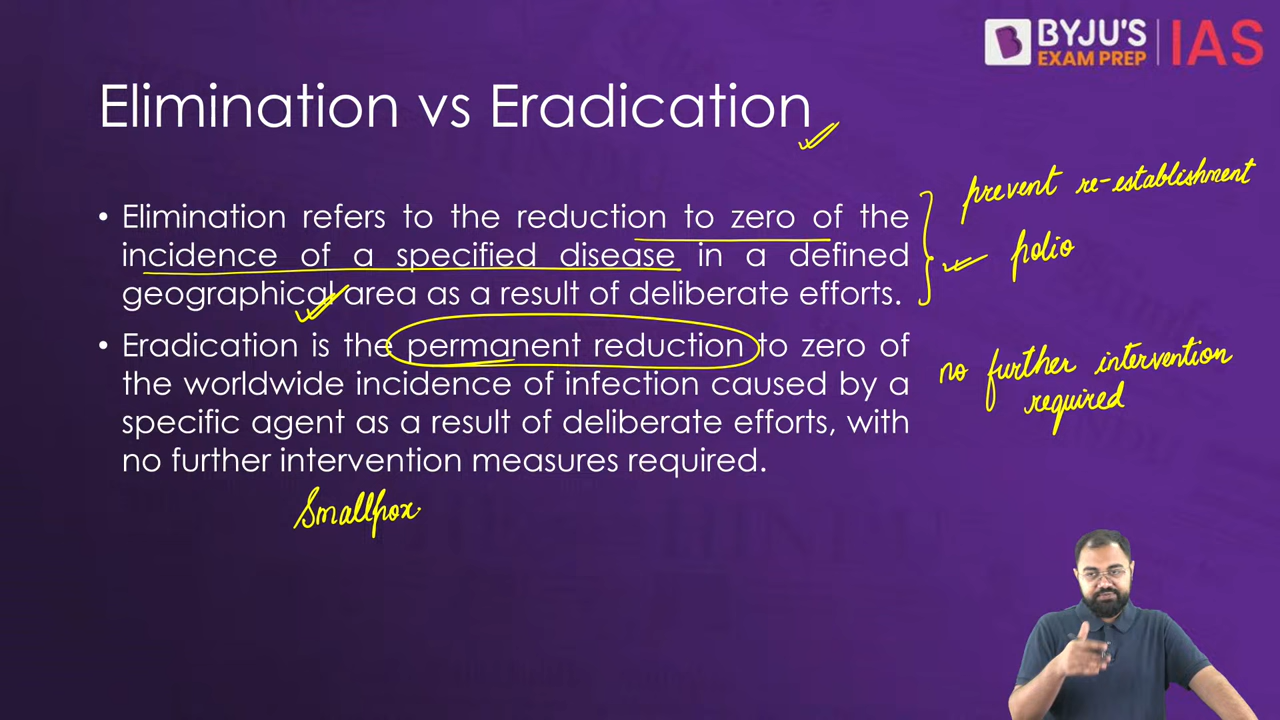 BYJU'S
EXAM PREP
IAS
Elimination vs Eradication
• Elimination refers to the reduction to zero of the
incidence of a specified disease in a defined
geographical area as a result of deliberate efforts.
• Eradication is the permanent reduction to zero of
the worldwide incidence of infection caused by a
specific agent as a result of deliberate efforts, with
no further intervention measures required.
prevent re-establishment
polio
no further intervention
required
Smallpox